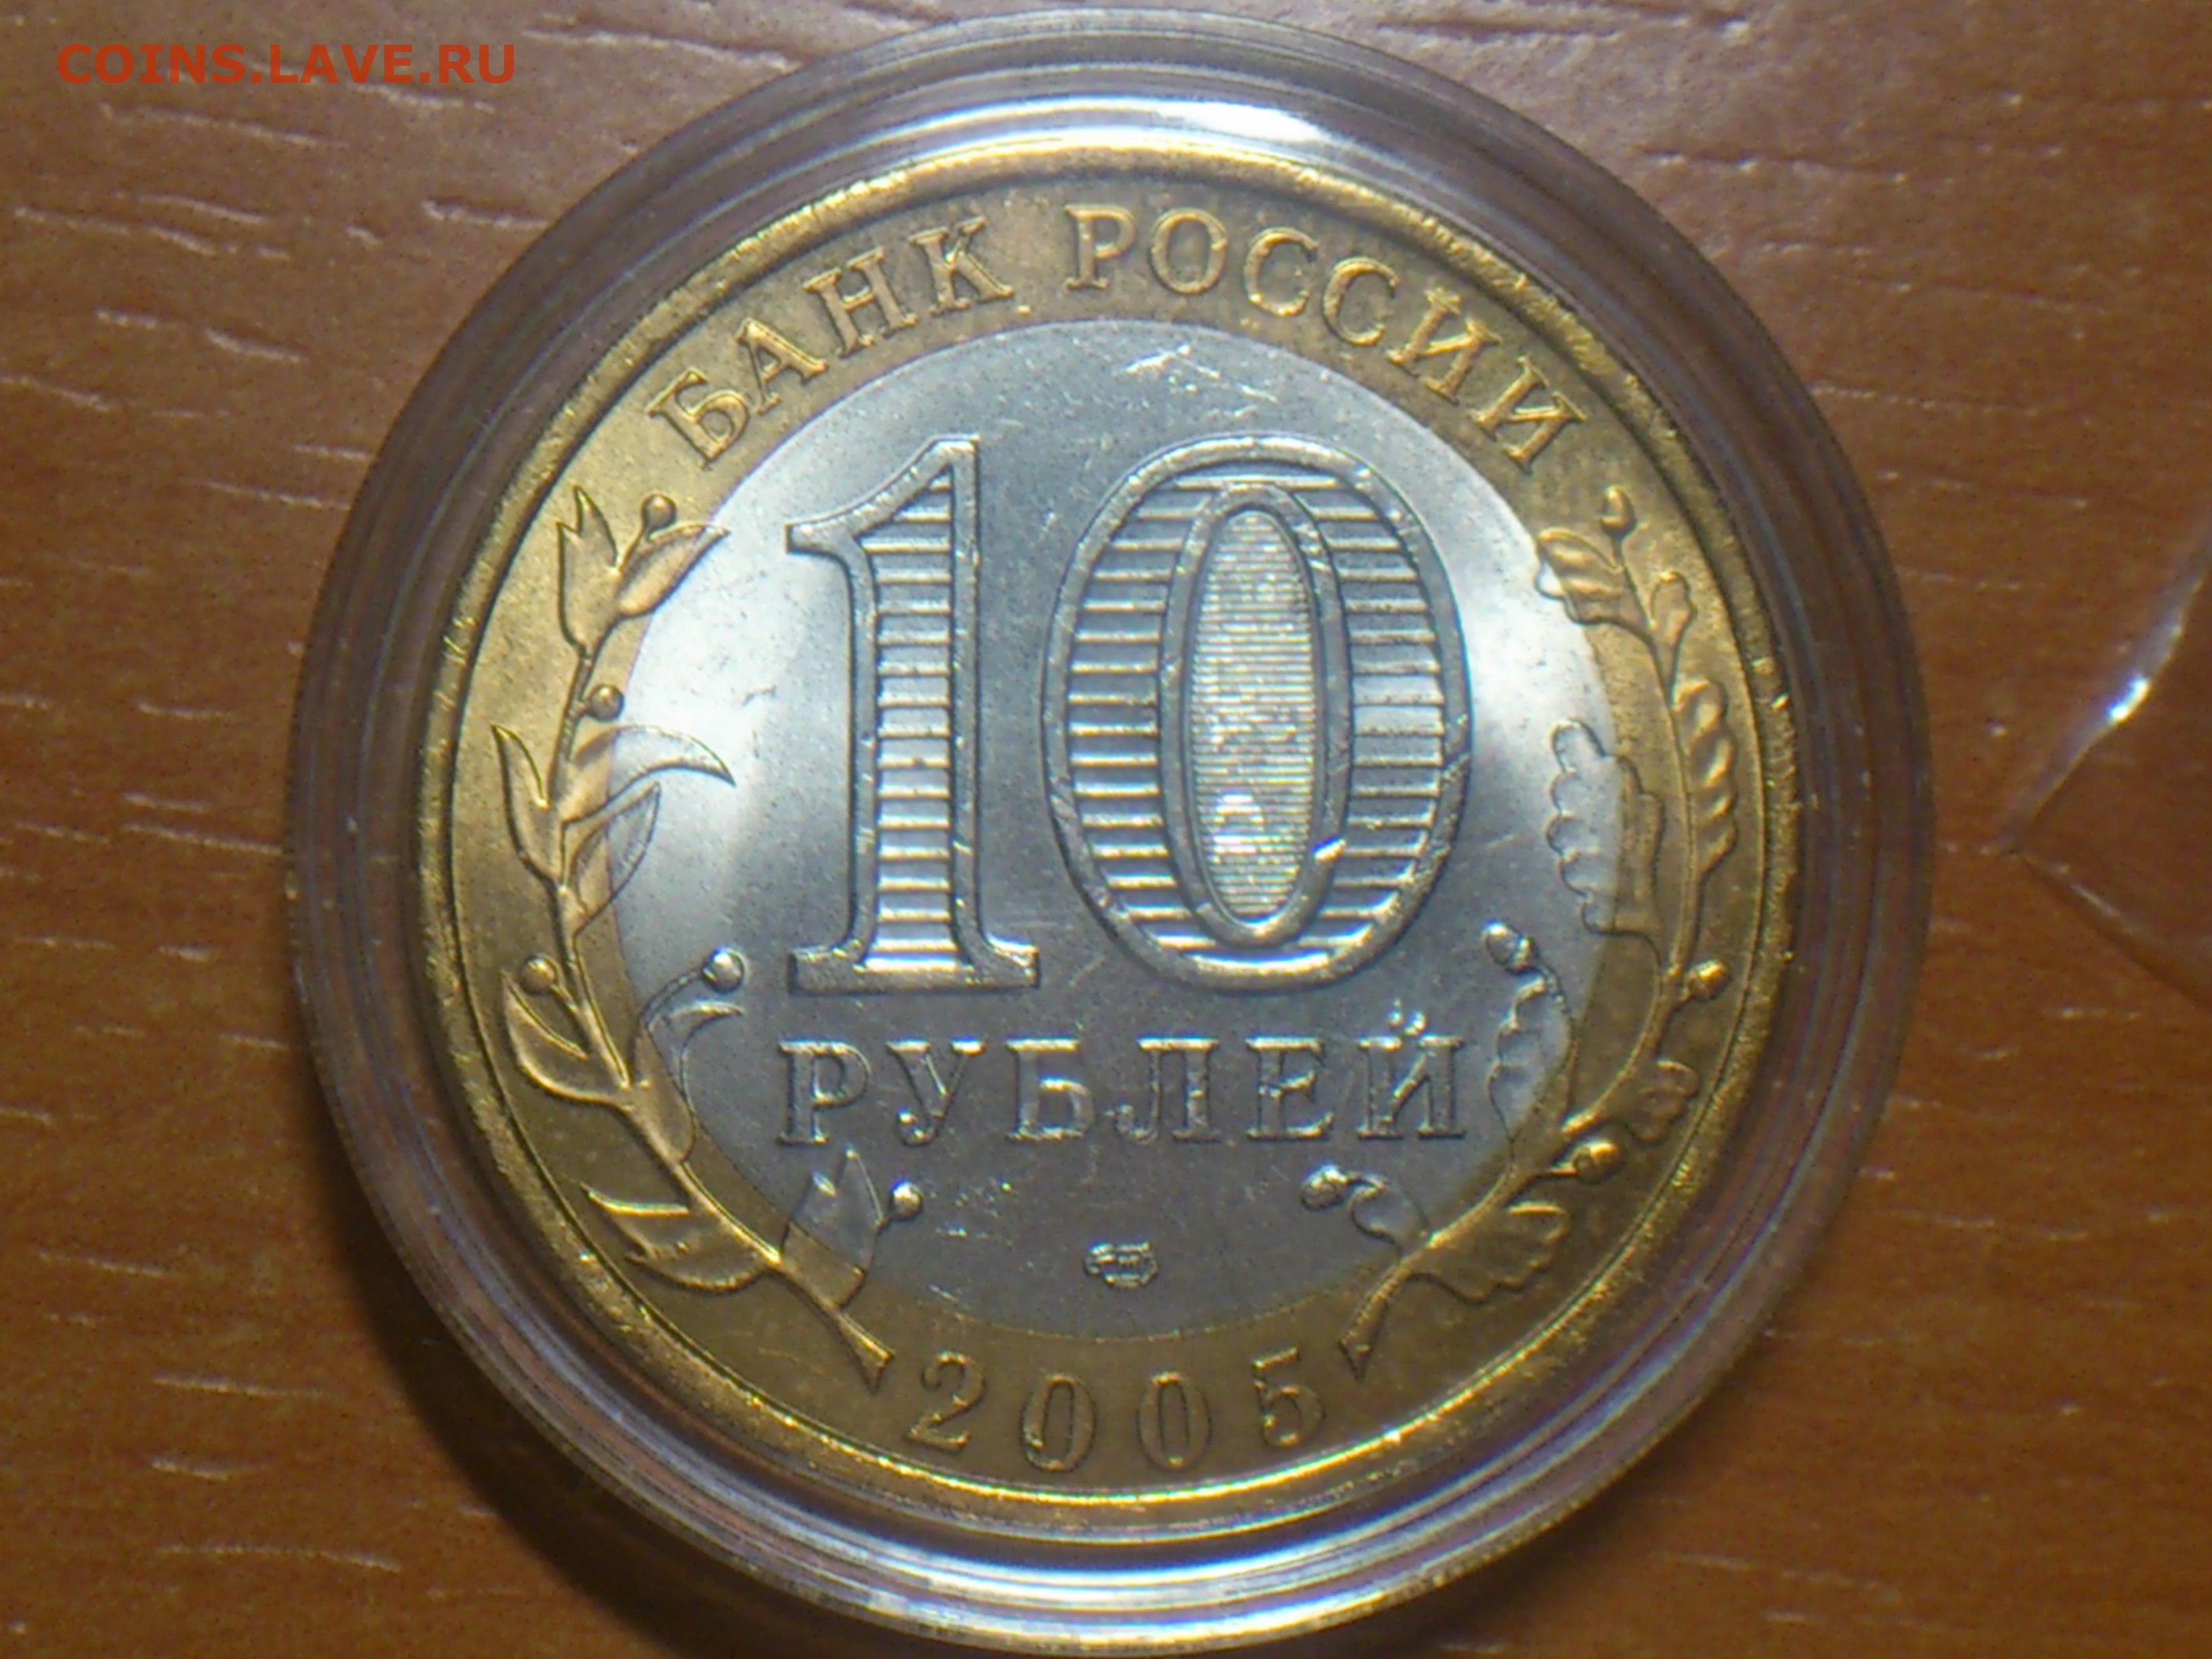 COINS.LAVE.RU
БАНК РОССИИ
10
РУБЛЕЙ
2005